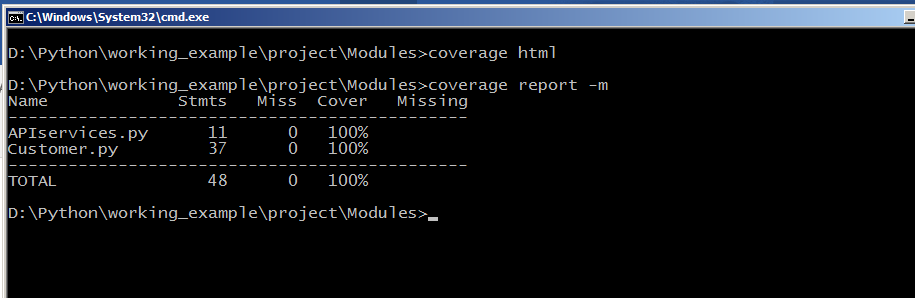 C:\Windows\System32\cmd.exe
D:\Python\working_example\project\Modules>coverage html
D:\Python\working_example\project\Modules>coverage report -m
Name             Stmts   Miss  Cover   Missing
----------------------------------------------
APIservices.py      11      0   100%
Customer.py         37      0   100%
----------------------------------------------
TOTAL               48      0   100%
D:\Python\working_example\project\Modules>